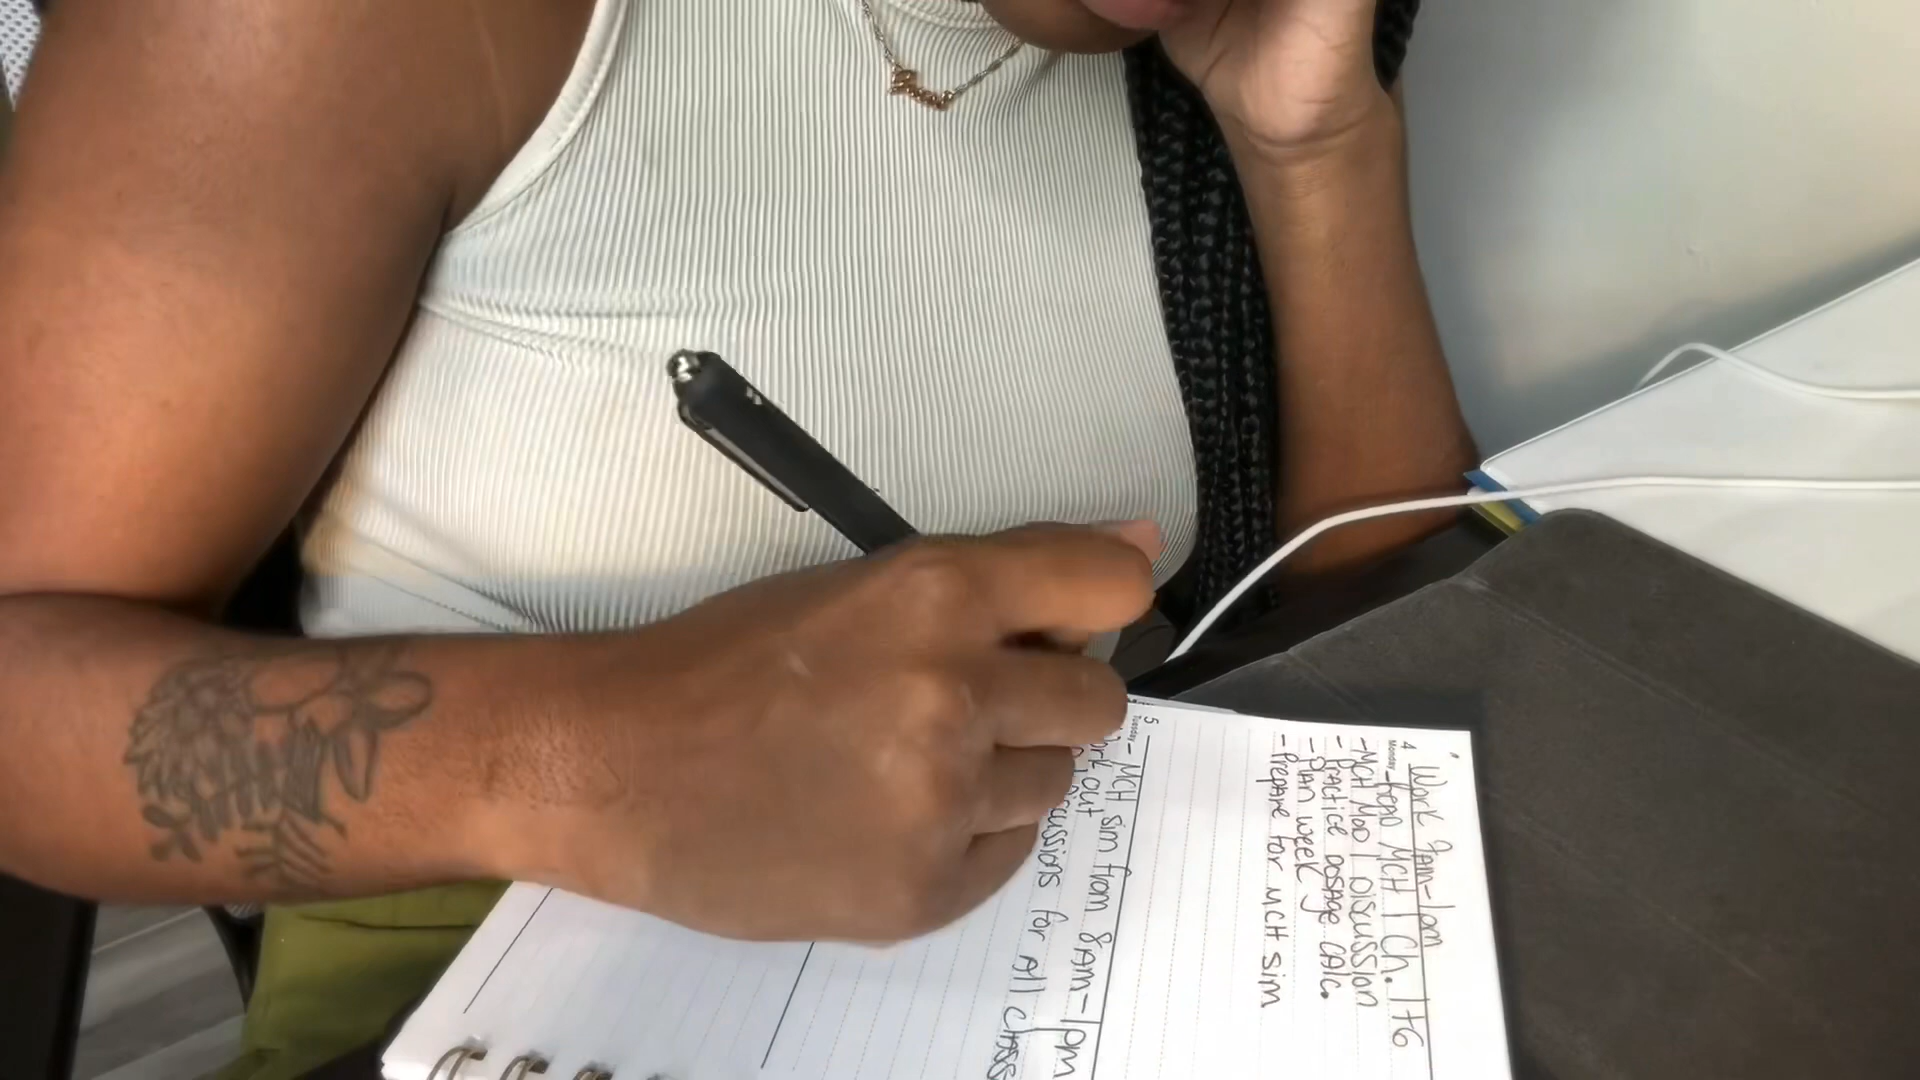 4
Monday
Work 7am-1pm
-Read MCH 1 Ch. 1+6
-MCH Mod 1 Discussion
- Practice dosage calc.
- Plan week
- Prepare for MCH sim
5
Tuesday
- MCH sim from 8am-1pm
out
discussions for all class